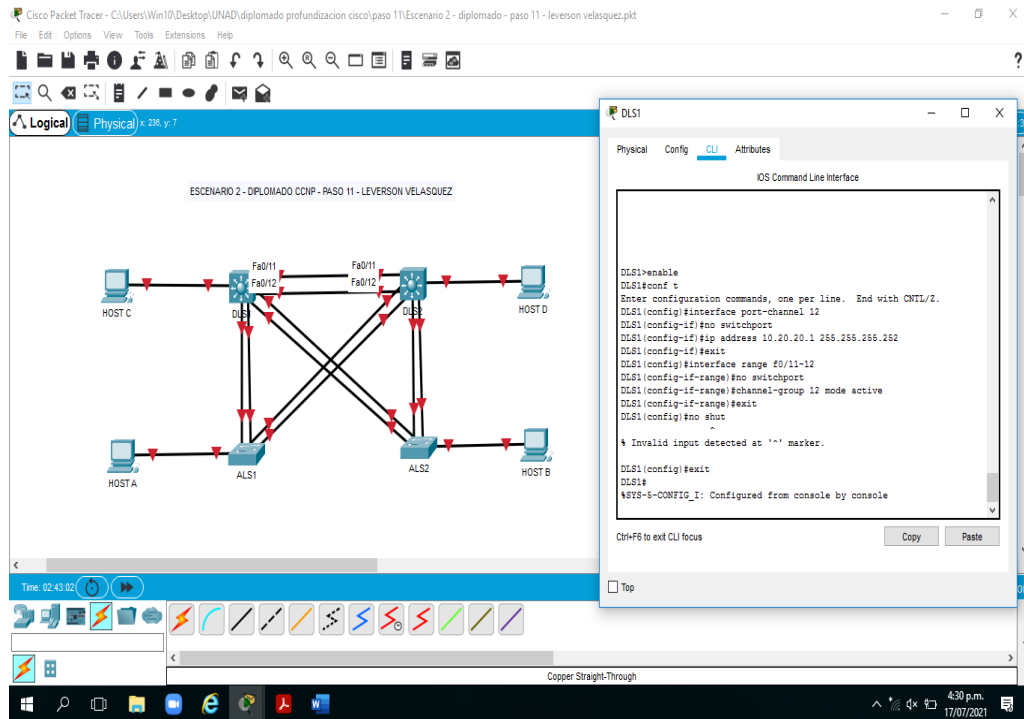 Cisco Packet Tracer - C:\Users\Win10\Desktop\UNAD\diplomado profundizacion cisco\paso 11\Escenario 2 - diplomado - paso 11 - leverson velasquez.pkt
File Edit Options View Tools Extensions Help
?
Logical Physical x: 236, y: 7
ESCENARIO 2 - DIPLOMADO CCNP - PASO 11 - LEVERSON VELASQUEZ
Fa0/11 Fa0/11
Fa0/12 Fa0/12
HOST C DLS1 DLS2 HOST D
HOST A ALS1 ALS2 HOST B
DLS1
Physical Config CLI Attributes
IOS Command Line Interface
DLS1>enable
DLS1#conf t
Enter configuration commands, one per line. End with CNTL/Z.
DLS1(config)#interface port-channel 12
DLS1(config-if)#no switchport
DLS1(config-if)#ip address 10.20.20.1 255.255.255.252
DLS1(config-if)#exit
DLS1(config)#interface range f0/11-12
DLS1(config-if-range)#no switchport
DLS1(config-if-range)#channel-group 12 mode active
DLS1(config-if-range)#exit
DLS1(config)#no shut
^
% Invalid input detected at '^' marker.
DLS1(config)#exit
DLS1#
%SYS-5-CONFIG_I: Configured from console by console
Ctrl+F6 to exit CLI focus Copy Paste
Top
Time: 02:43:02
Copper Straight-Through
4:30 p.m.
17/07/2021